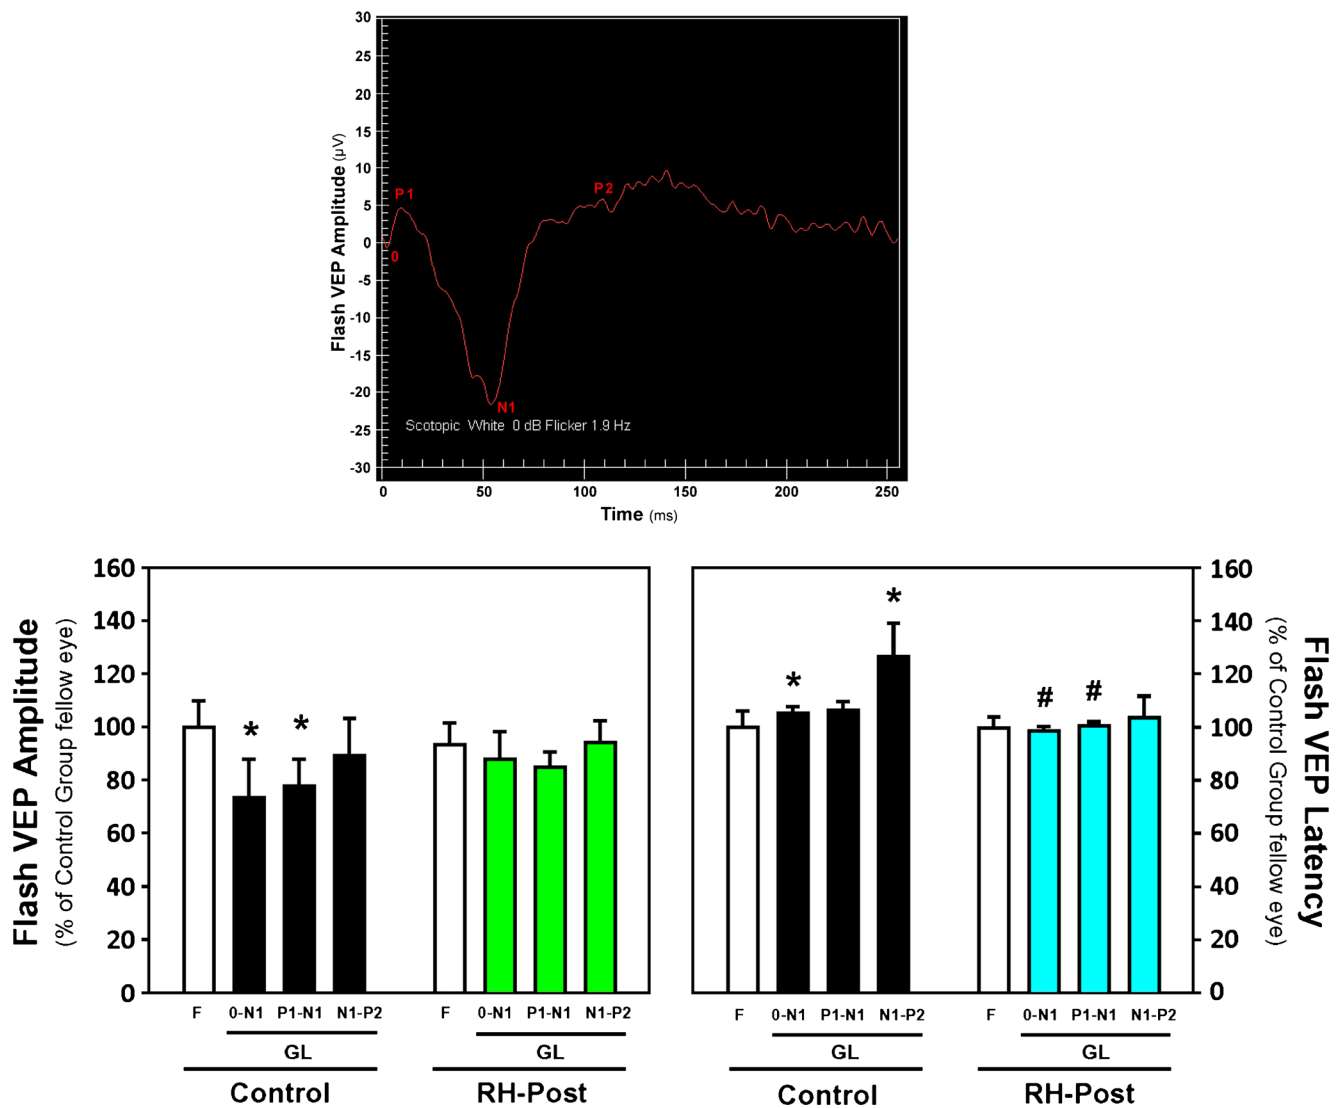 30
25
20
15
10
5
0
-5
-10
-15
-20
-25
-30
Flash VEP Amplitude (µV)
P1
0
P2
N1
Scotopic White 0 dB Flicker 1.9 Hz
0 50 100 150 200 250
Time (ms)
Flash VEP Amplitude
(% of Control Group fellow eye)
160
140
120
100
80
60
40
20
0
* *
F 0-N1 P1-N1 N1-P2 F 0-N1 P1-N1 N1-P2
GL GL
Control RH-Post
* *
# #
160
140
120
100
80
60
40
20
0
Flash VEP Latency
(% of Control Group fellow eye)
F 0-N1 P1-N1 N1-P2 F 0-N1 P1-N1 N1-P2
GL GL
Control RH-Post